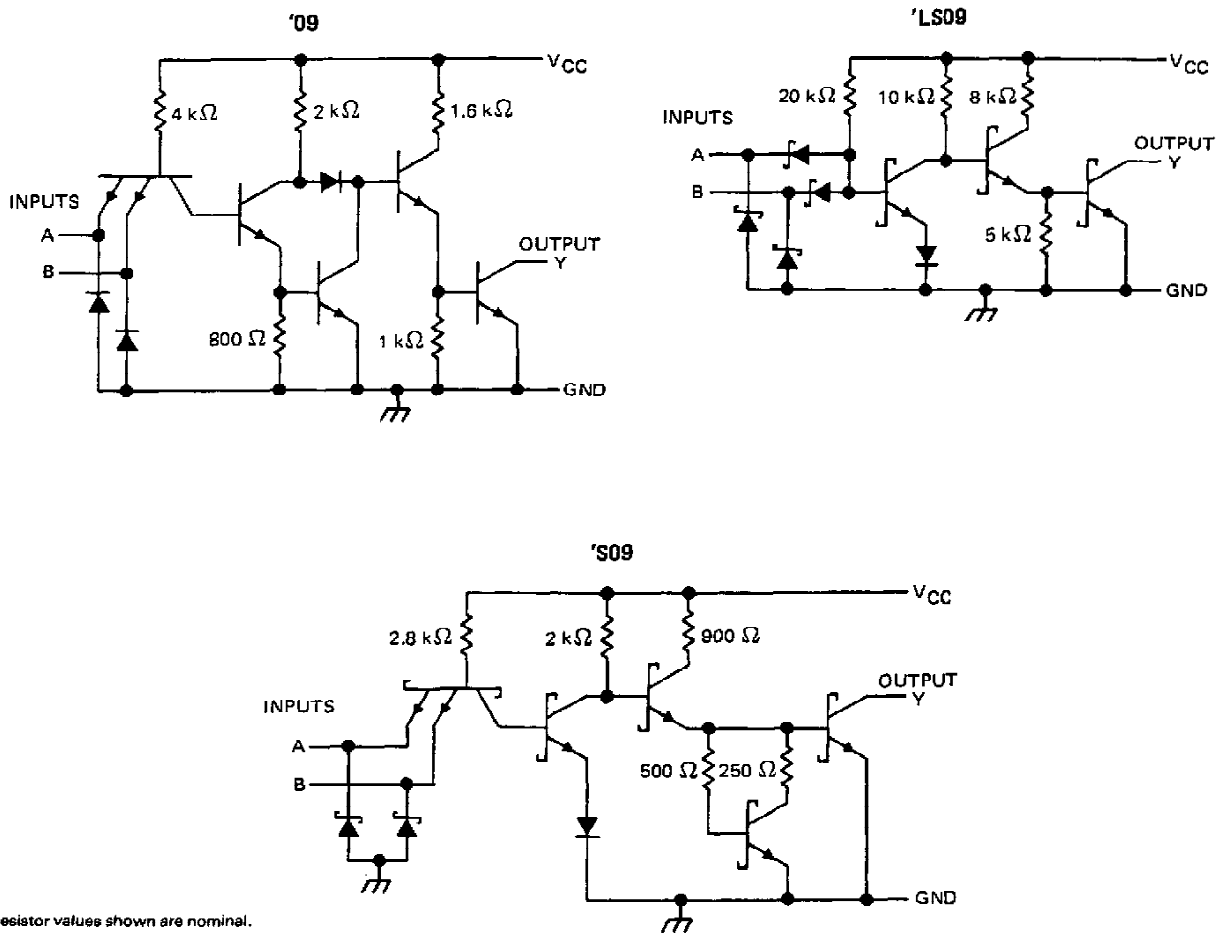 '09
VCC
4 kΩ
2 kΩ
1.6 kΩ
INPUTS
A
B
OUTPUT
Y
800 Ω
1 kΩ
GND
'LS09
VCC
20 kΩ
10 kΩ
8 kΩ
INPUTS
A
B
OUTPUT
Y
5 kΩ
GND
'S09
VCC
2.8 kΩ
2 kΩ
900 Ω
INPUTS
A
B
OUTPUT
Y
500 Ω
250 Ω
GND
esistor values shown are nominal.